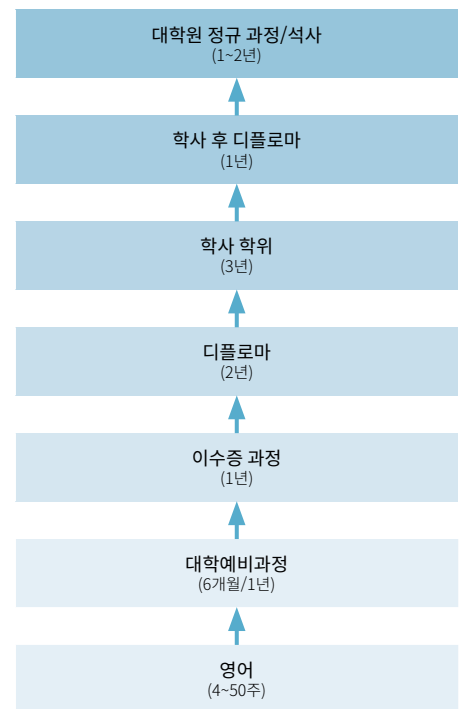 대학원 정규 과정/석사
(1~2년)
학사 후 디플로마
(1년)
학사 학위
(3년)
디플로마
(2년)
이수증 과정
(1년)
대학예비과정
(6개월/1년)
영어
(4~50주)